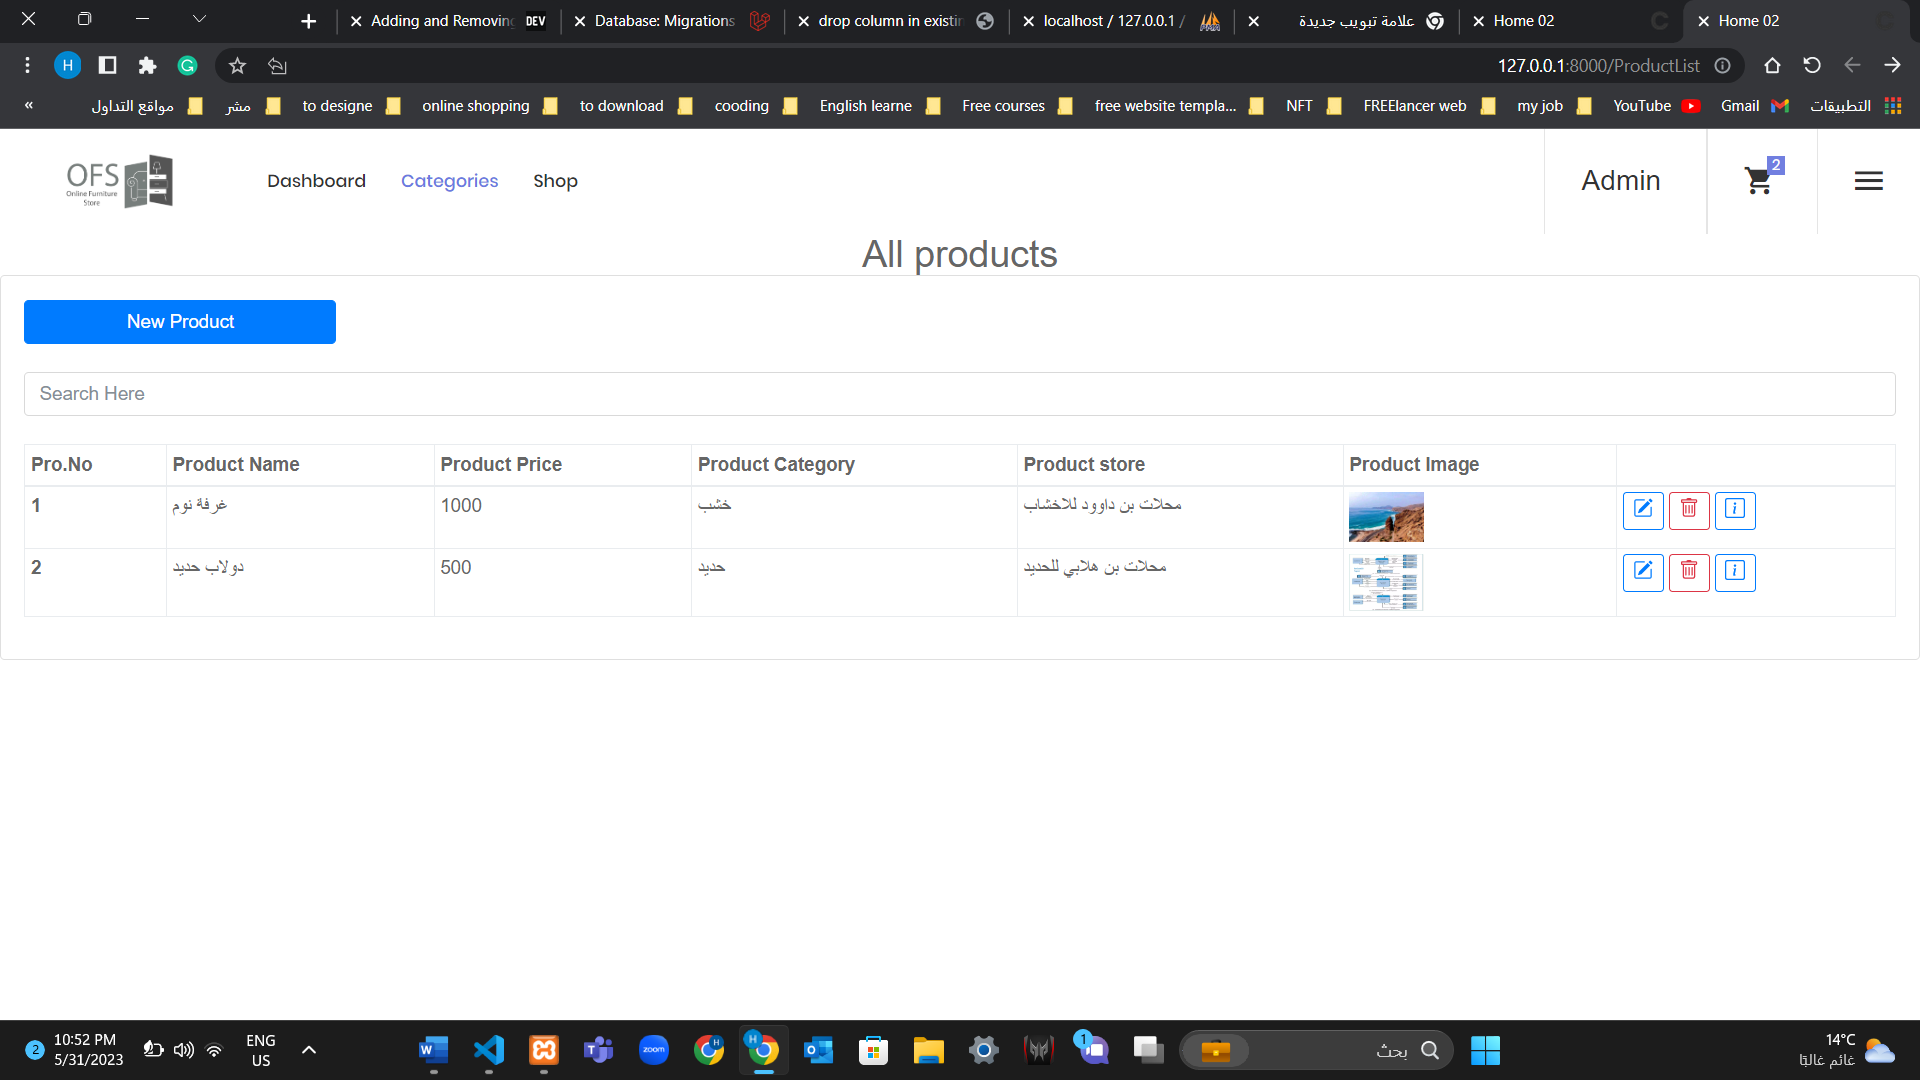 Adding and Removing
DEV
Database: Migrations
drop column in existin
localhost / 127.0.0.1 /
علامة تبويب جديدة
Home 02
Home 02
H
127.0.0.1:8000/ProductList
«
مواقع التداول
مشر
to designe
online shopping
to download
cooding
English learne
Free courses
free website templa...
NFT
FREElancer web
my job
YouTube
Gmail
التطبيقات
OFS
Online Furniture
Store
Dashboard
Categories
Shop
Admin
2
All products
New Product
Search Here
Pro.No Product Name Product Price Product Category Product store Product Image
1 غرفة نوم 1000 خشب محلات بن داوود للاخشاب
2 دولاب حديد 500 حديد محلات بن هلابي للحديد
2
10:52 PM
5/31/2023
ENG
US
zoom
H
H
1
بحث
14°C
غائم غالبًا